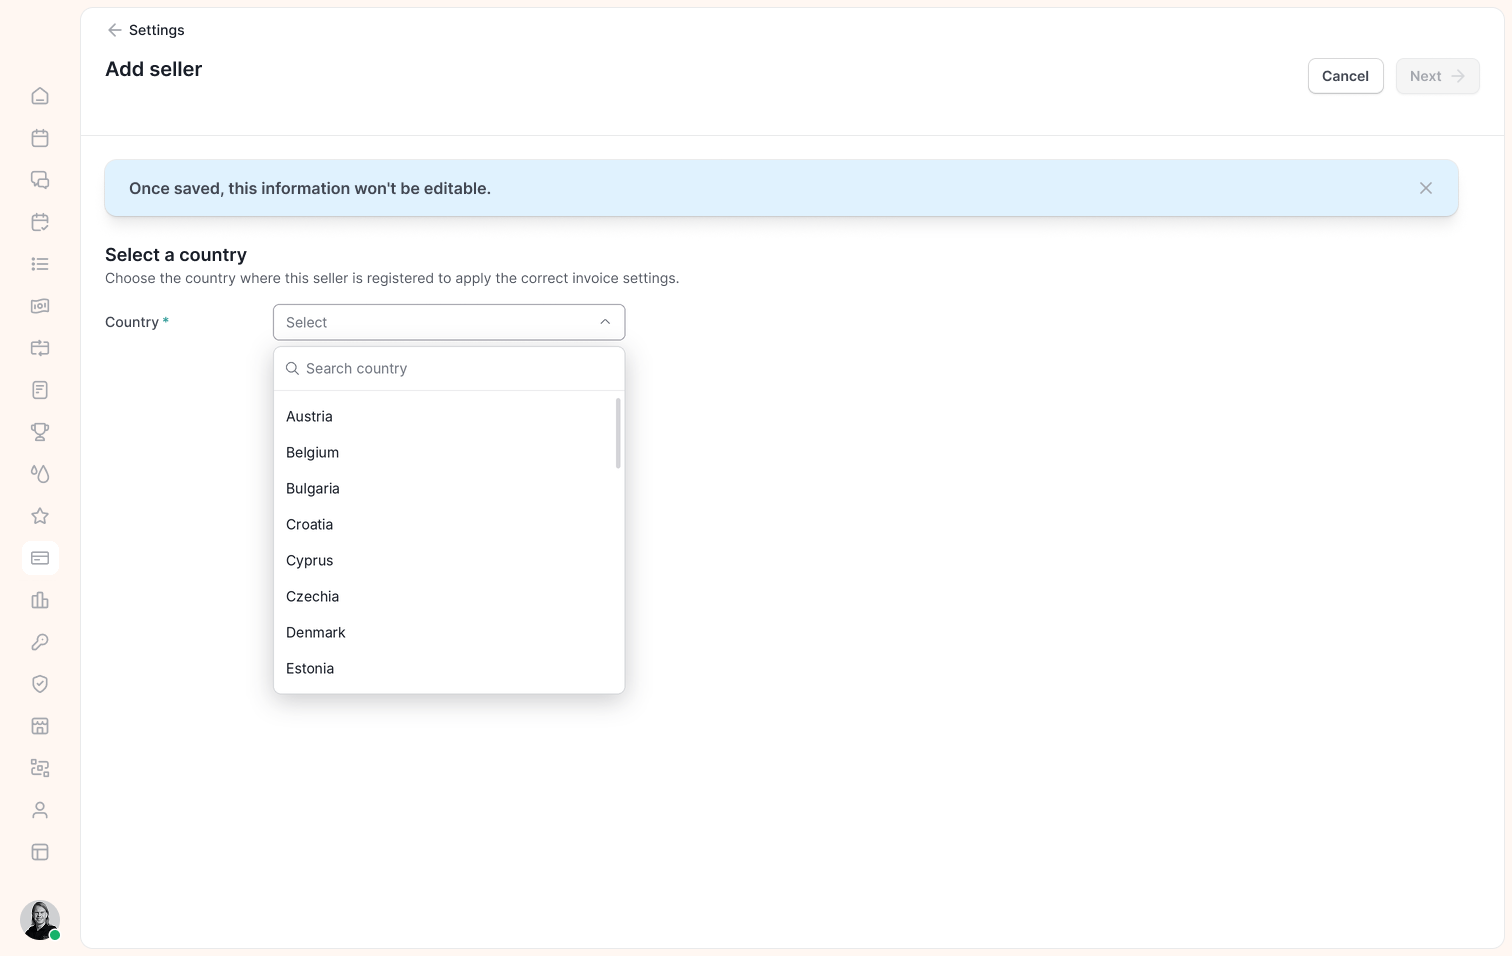 Settings
Add seller
Cancel
Next
Once saved, this information won't be editable.
Select a country
Choose the country where this seller is registered to apply the correct invoice settings.
Country *
Select
Search country
Austria
Belgium
Bulgaria
Croatia
Cyprus
Czechia
Denmark
Estonia